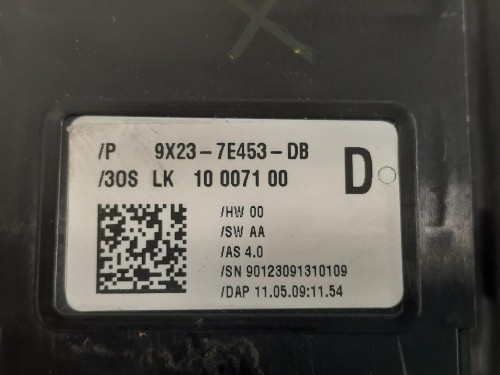 /P 9X23-7E453-DB
/3OS LK 10 0071 00
D
/HW 00
/SW AA
/AS 4.0
/SN 90123091310109
/DAP 11.05.09:11.54